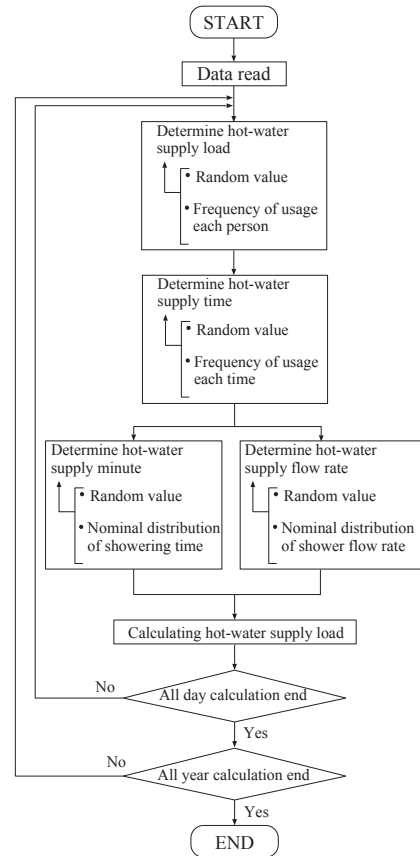 START
Data read
Determine hot-water
supply load
• Random value
• Frequency of usage
each person
Determine hot-water
supply time
• Random value
• Frequency of usage
each time
Determine hot-water
supply minute
• Random value
• Nominal distribution
of showering time
Determine hot-water
supply flow rate
• Random value
• Nominal distribution
of shower flow rate
Calculating hot-water supply load
No
All day calculation end
Yes
No
All year calculation end
Yes
END